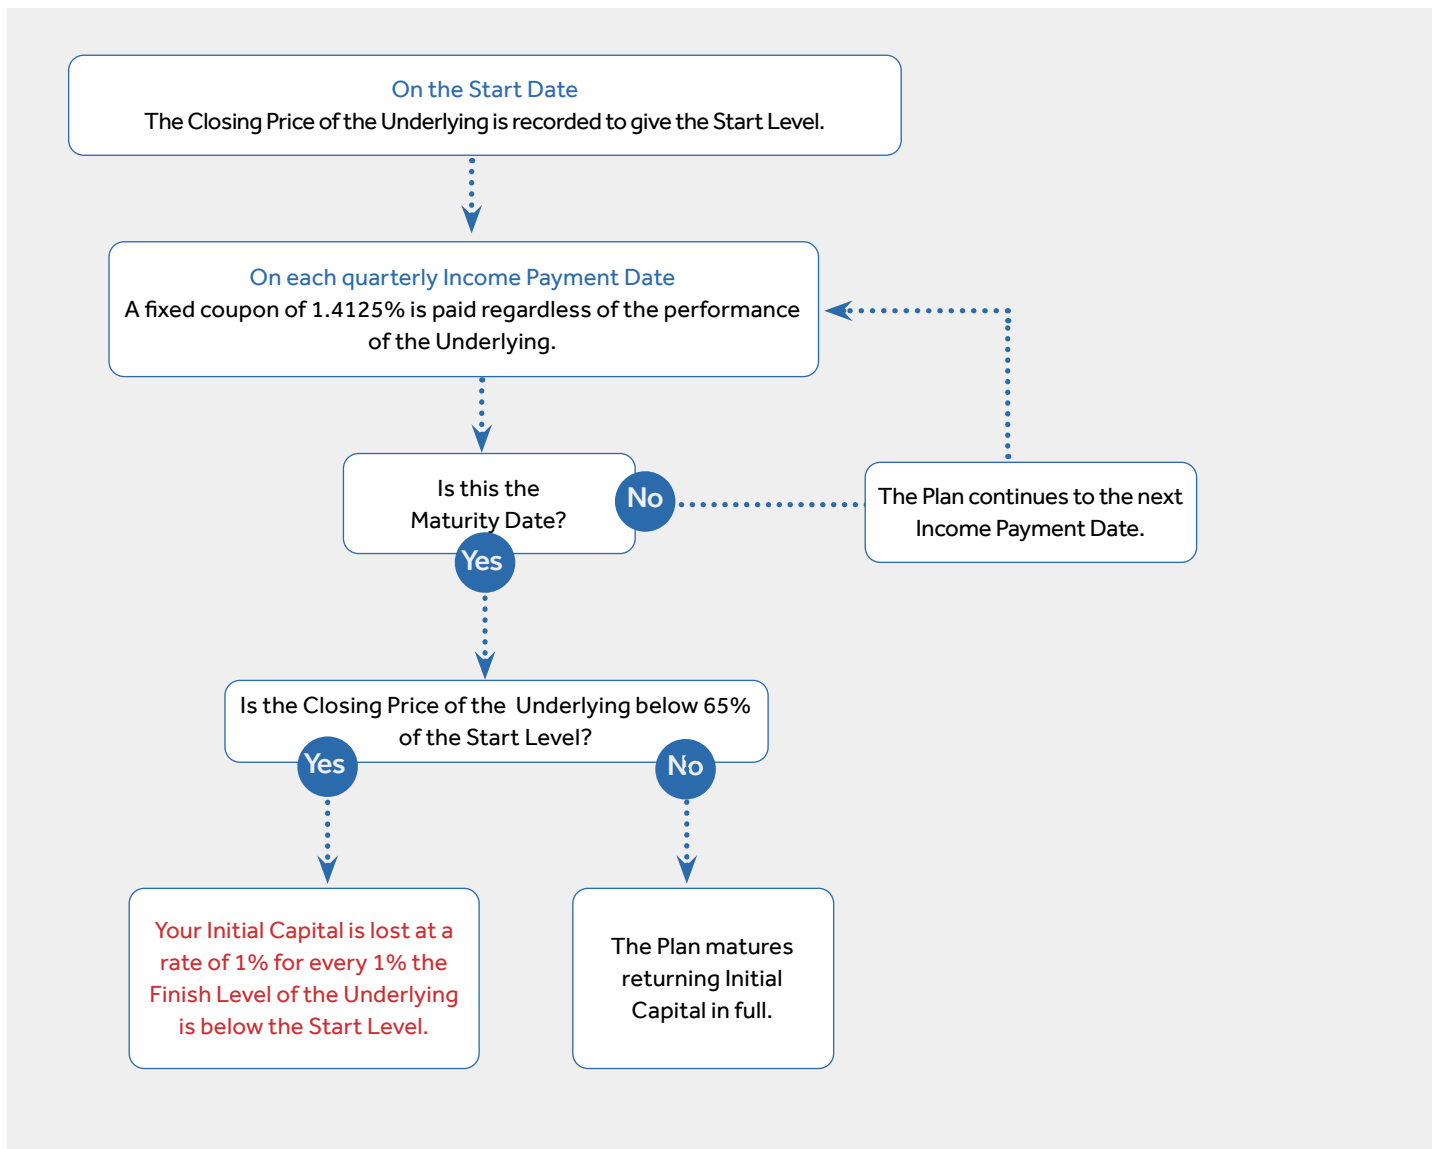 On the Start Date
The Closing Price of the Underlying is recorded to give the Start Level.
On each quarterly Income Payment Date
A fixed coupon of 1.4125% is paid regardless of the performance
of the Underlying.
Is this the
Maturity Date?
No
The Plan continues to the next
Income Payment Date.
Yes
Is the Closing Price of the Underlying below 65%
of the Start Level?
Yes
No
Your Initial Capital is lost at a
rate of 1% for every 1% the
Finish Level of the Underlying
is below the Start Level.
The Plan matures
returning Initial
Capital in full.